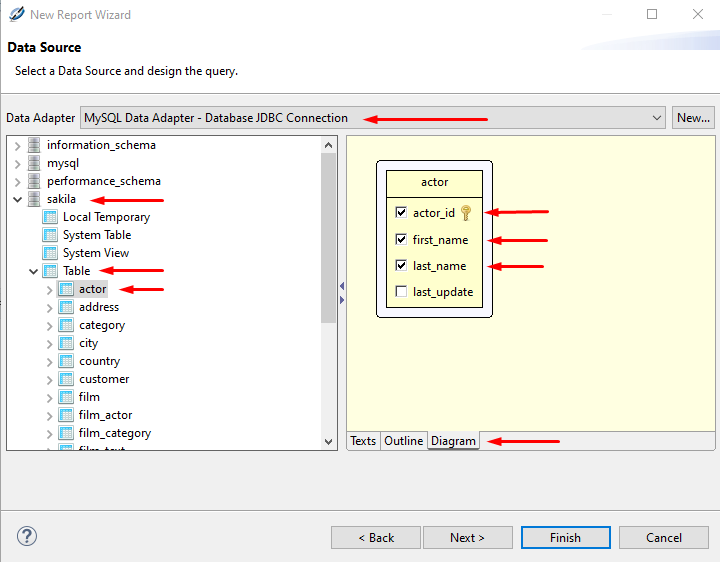 New Report Wizard
Data Source
Select a Data Source and design the query.
Data Adapter MySQL Data Adapter - Database JDBC Connection New...
information_schema
mysql
performance_schema
sakila
Local Temporary
System Table
System View
Table
actor
address
category
city
country
customer
film
film_actor
film_category
film_text
actor
actor_id
first_name
last_name
last_update
Texts Outline Diagram
? < Back Next > Finish Cancel